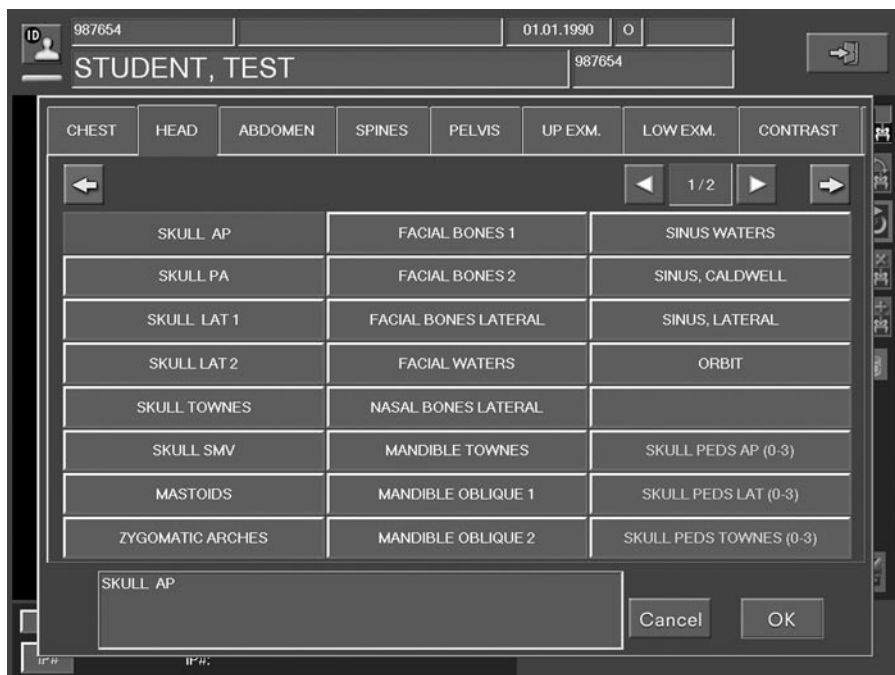 ID 987654 01.01.1990 O
STUDENT, TEST 987654
CHEST HEAD ABDOMEN SPINES PELVIS UP EXM. LOW EXM. CONTRAST
1/2
SKULL AP FACIAL BONES 1 SINUS WATERS
SKULL PA FACIAL BONES 2 SINUS, CALDWELL
SKULL LAT 1 FACIAL BONES LATERAL SINUS, LATERAL
SKULL LAT 2 FACIAL WATERS ORBIT
SKULL TOWNES NASAL BONES LATERAL
SKULL SMV MANDIBLE TOWNES SKULL PEDS AP (0-3)
MASTOIDS MANDIBLE OBLIQUE 1 SKULL PEDS LAT (0-3)
ZYGOMATIC ARCHES MANDIBLE OBLIQUE 2 SKULL PEDS TOWNES (0-3)
SKULL AP
Cancel OK
IP# IP#: